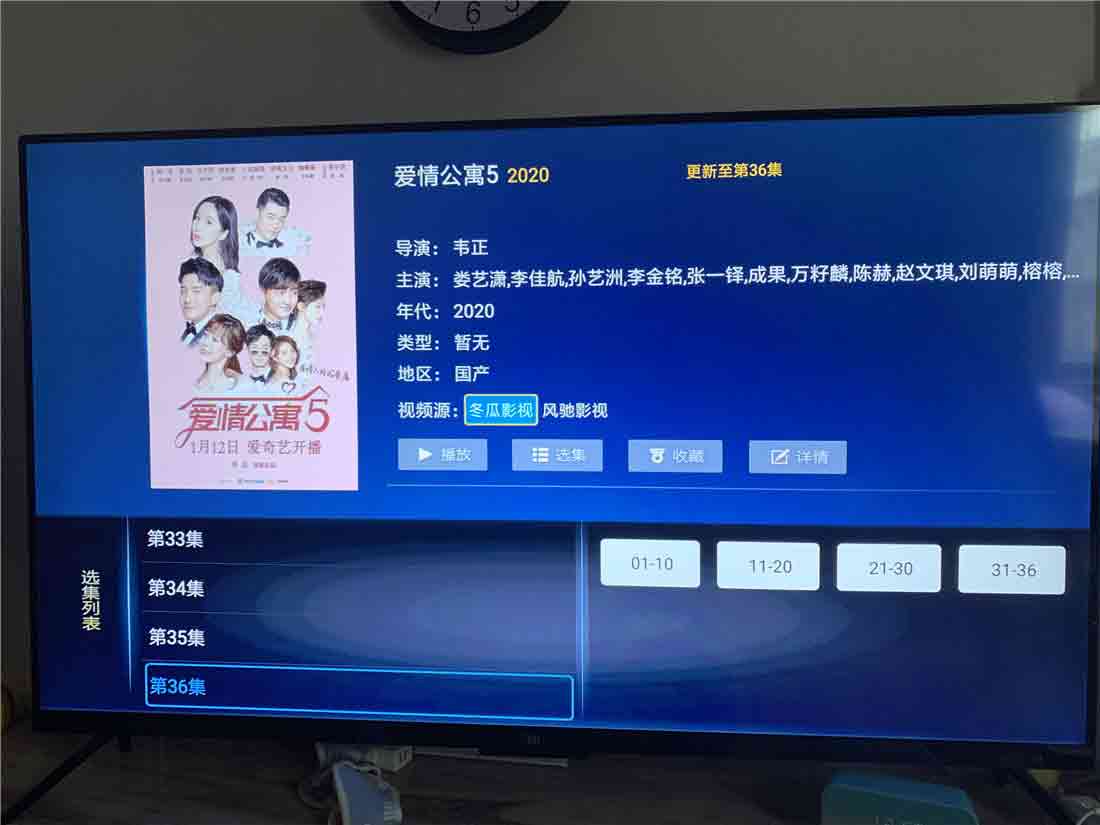 7 6 5
爱情公寓5 2020 更新至第36集
导演： 韦正
主演： 娄艺潇,李佳航,孙艺洲,李金铭,张一铎,成果,万籽麟,陈赫,赵文琪,刘萌萌,榕榕,...
年代： 2020
类型： 暂无
地区： 国产
视频源： 冬瓜影视 风驰影视
播放 选集 收藏 详情
爱情公寓5
1月12日 爱奇艺开播
选集列表
第33集
第34集
第35集
第36集
01-10 11-20 21-30 31-36